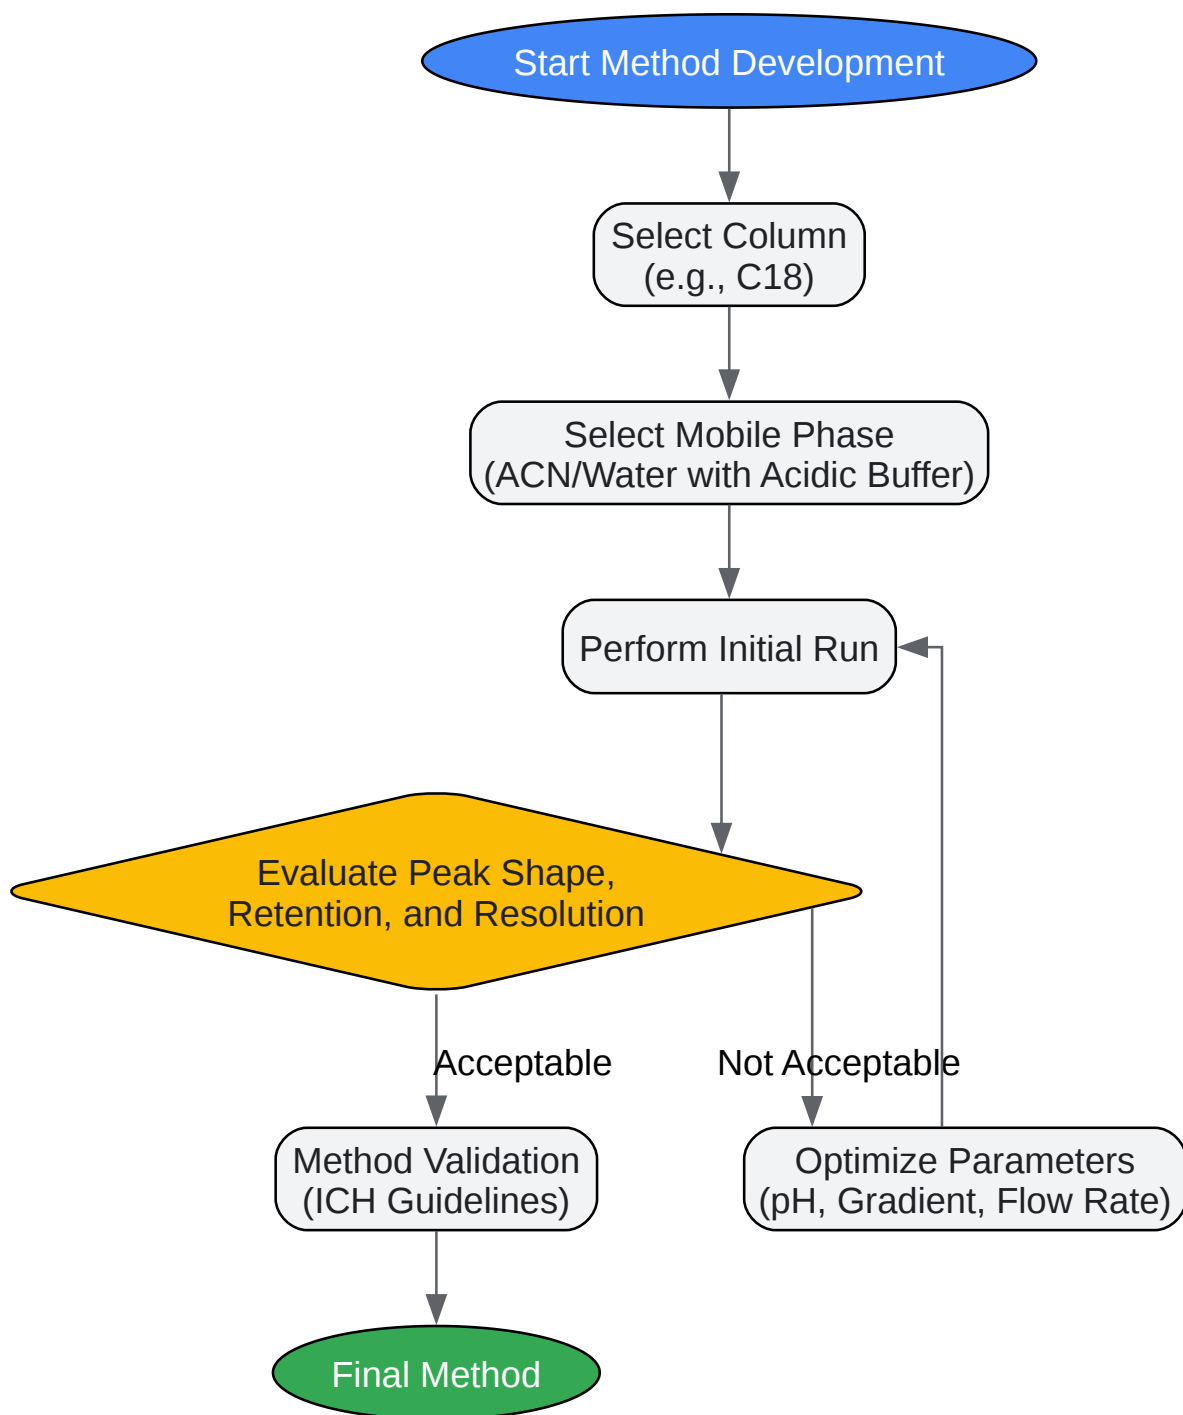 Start Method Development
Select Column
(e.g., C18)
Select Mobile Phase
(ACN/Water with Acidic Buffer)
Perform Initial Run
Evaluate Peak Shape,
Retention, and Resolution
Acceptable
Not Acceptable
Method Validation
(ICH Guidelines)
Optimize Parameters
(pH, Gradient, Flow Rate)
Final Method